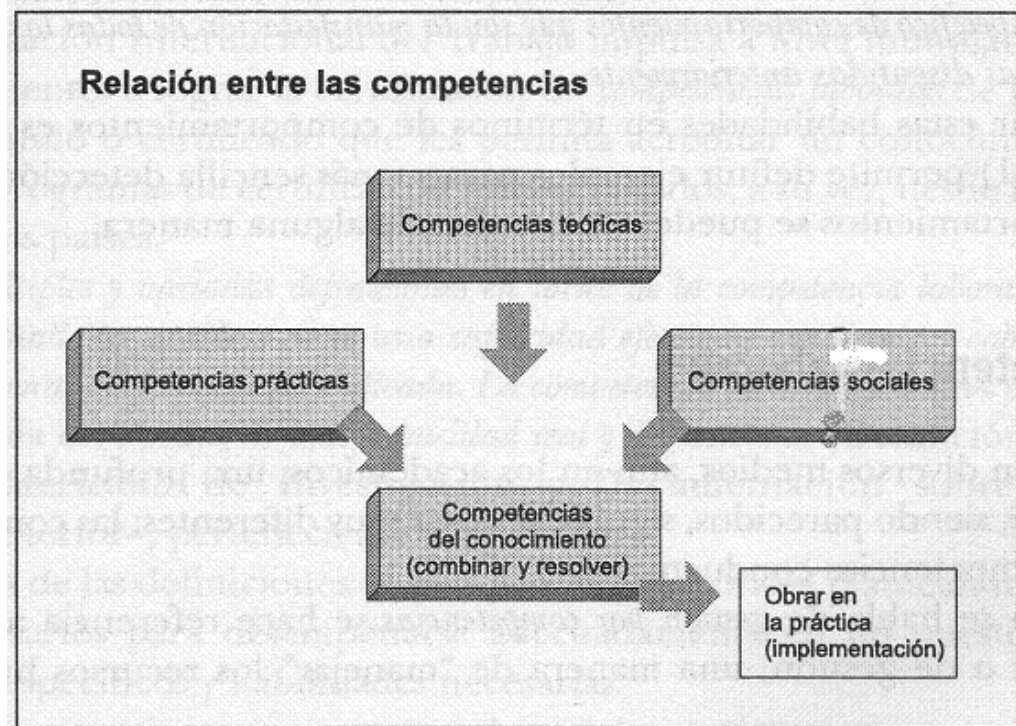 Relación entre las competencias
Competencias teóricas
Competencias prácticas
Competencias sociales
Competencias
del conocimiento
(combinar y resolver)
Obrar en
la práctica
(implementación)